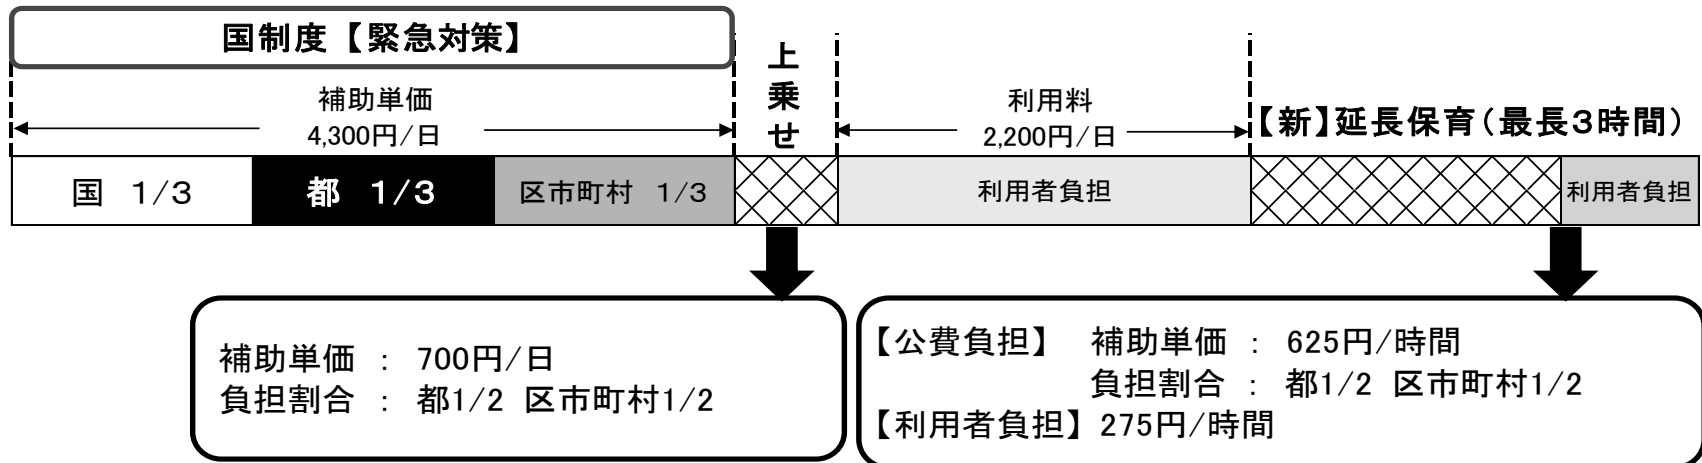 国制度【緊急対策】
上乗せ
補助単価
4,300円/日
利用料
2,200円/日
【新】延長保育(最長3時間)
国 1/3
都 1/3
区市町村 1/3
利用者負担
利用者負担
補助単価 : 700円/日
負担割合 : 都1/2 区市町村1/2
【公費負担】 補助単価 : 625円/時間
負担割合 : 都1/2 区市町村1/2
【利用者負担】275円/時間